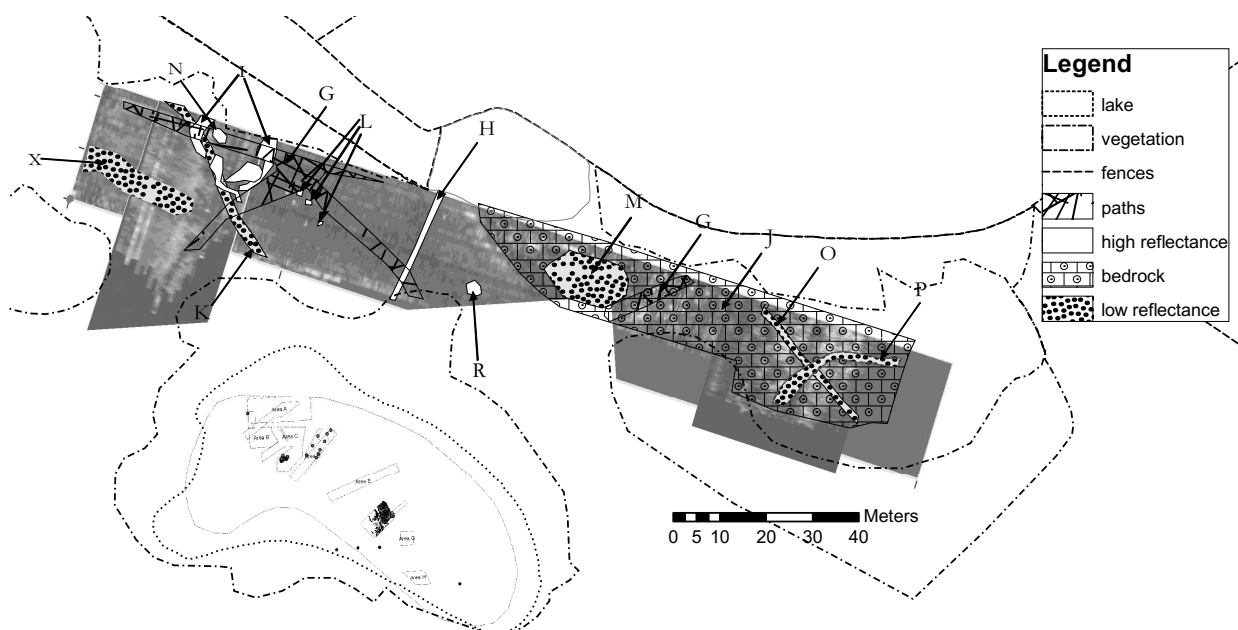 Legend
lake
vegetation
fences
paths
high reflectance
bedrock
low reflectance
N
I
G
L
H
X
M
G
J
O
P
K
R
Area A
Area B
Area C
Area E
Area G
Area H
Meters
0 5 10 20 30 40